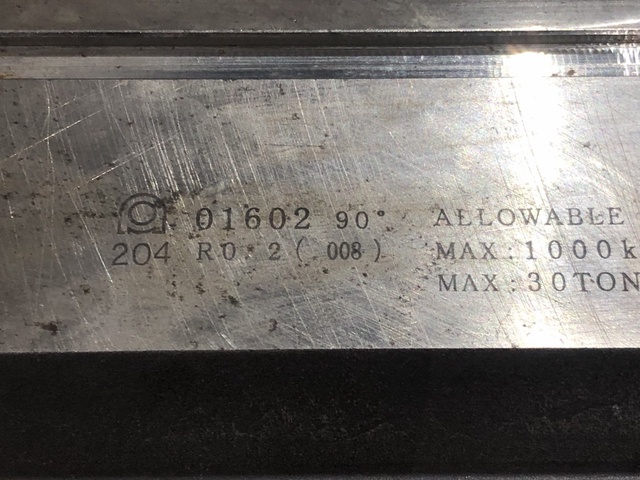 01602 90° ALLOWABLE
204 R0.2(.008) MAX:1000k
MAX:30TON